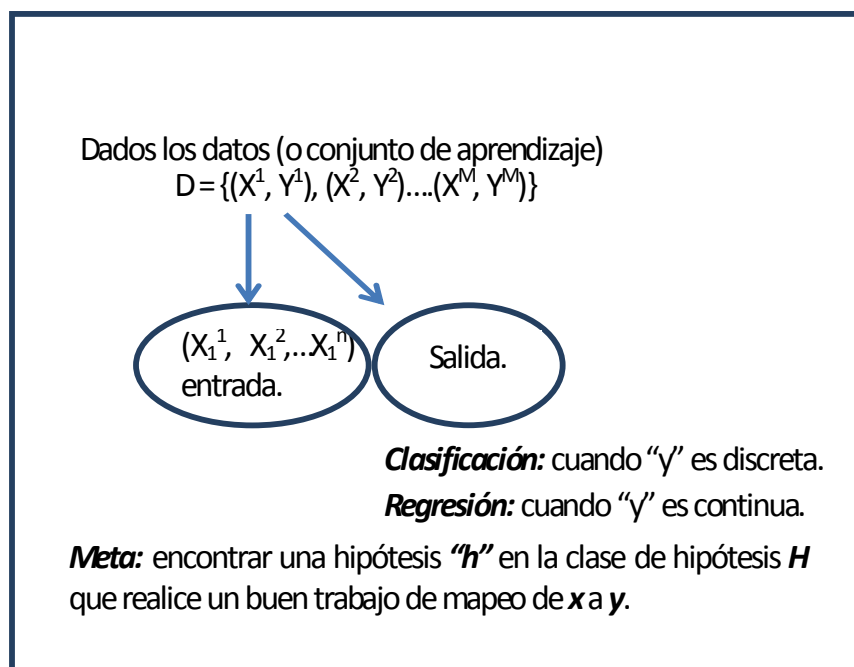 Dados los datos (o conjunto de aprendizaje)
D = {(X¹, Y¹), (X², Y²)....(Xᴹ, Yᴹ)}
(X₁¹, X₁²,...X₁ⁿ)
entrada.
Salida.
Clasificación: cuando “y” es discreta.
Regresión: cuando “y” es continua.
Meta: encontrar una hipótesis “h” en la clase de hipótesis H
que realice un buen trabajo de mapeo de x a y.